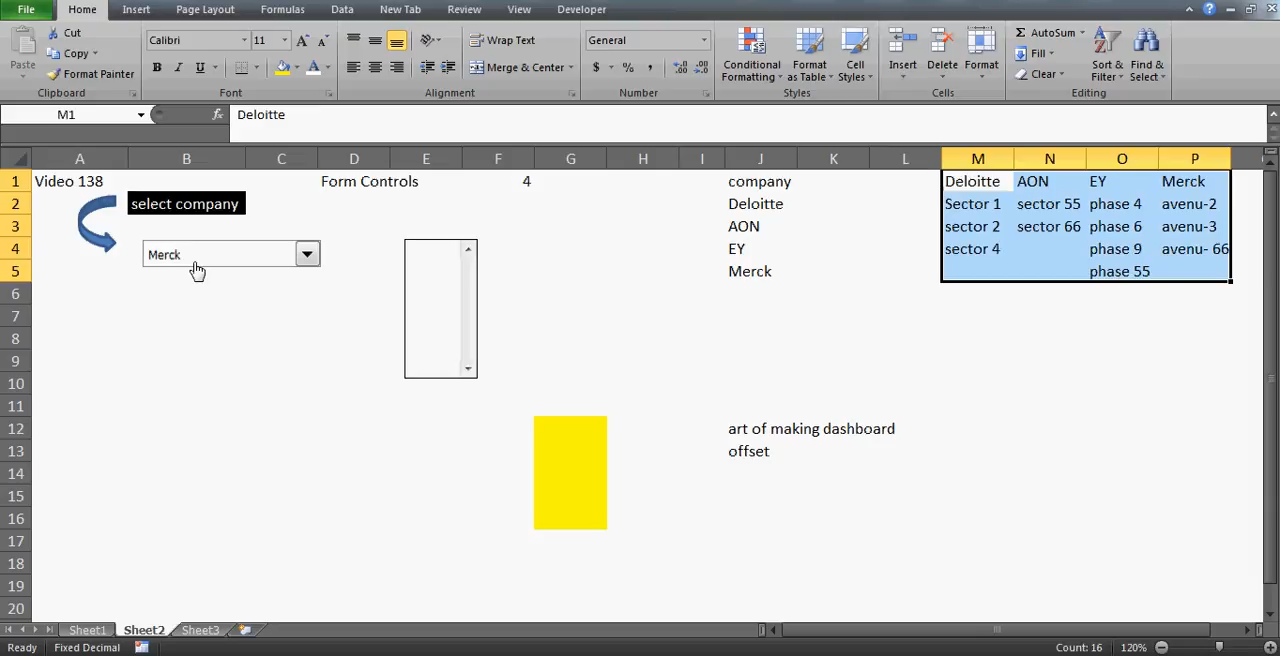 File Home Insert Page Layout Formulas Data New Tab Review View Developer
Paste
Cut
Copy
Format Painter
Clipboard
Calibri 11
B I U
Font
Wrap Text
Merge & Center
Alignment
General
$ % ,
Number
Conditional Formatting
Format as Table
Cell Styles
Styles
Insert Delete Format
Cells
AutoSum
Fill
Clear
Sort & Filter
Find & Select
Editing
M1 fx Deloitte
A B C D E F G H I J K L M N O P
1 Video 138 Form Controls 4 company Deloitte AON EY Merck
2 select company Deloitte Sector 1 sector 55 phase 4 avenu-2
3 AON sector 2 sector 66 phase 6 avenu-3
4 Merck EY sector 4 phase 9 avenu- 66
5 Merck phase 55
6
7
8
9
10
11
12 art of making dashboard
13 offset
14
15
16
17
18
19
20
Sheet1 Sheet2 Sheet3
Ready Fixed Decimal Count: 16 120%